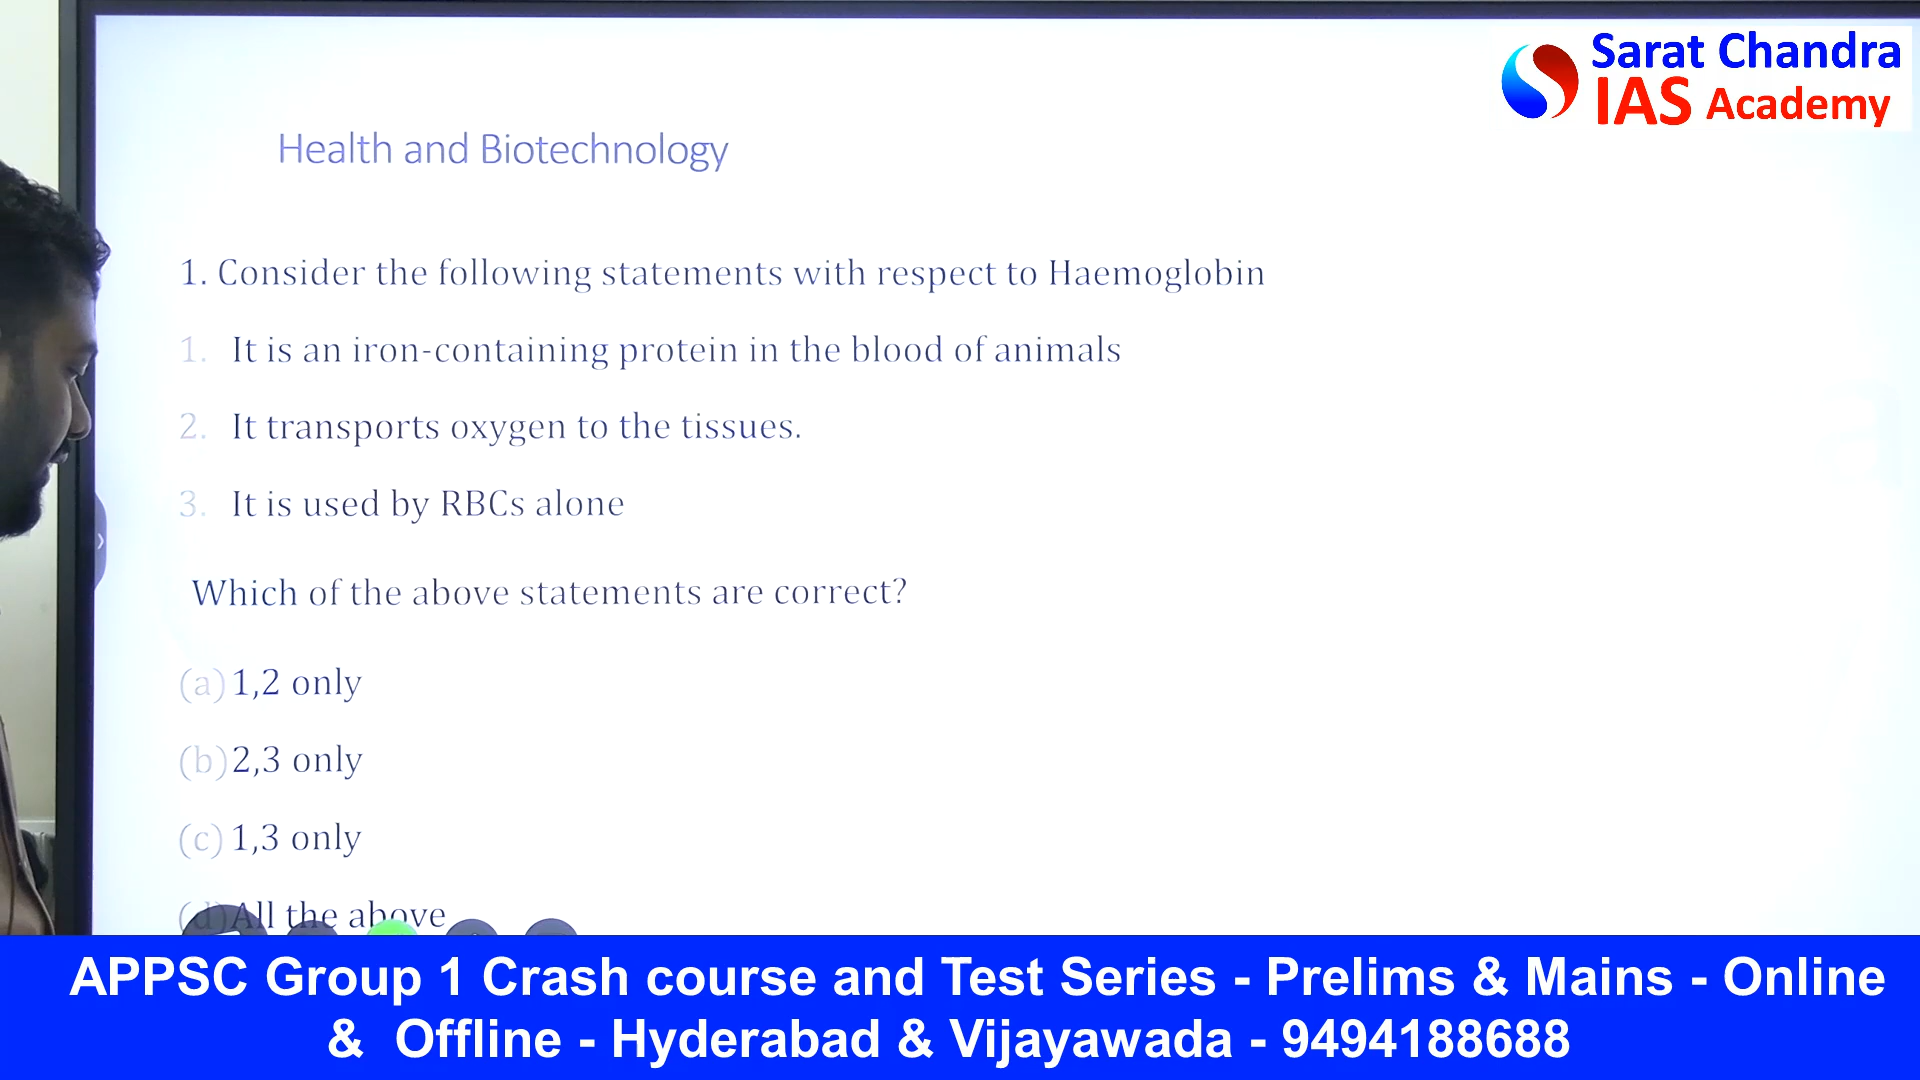 Sarat Chandra
IAS Academy
Health and Biotechnology
1. Consider the following statements with respect to Haemoglobin
1. It is an iron-containing protein in the blood of animals
2. It transports oxygen to the tissues.
3. It is used by RBCs alone
Which of the above statements are correct?
(a) 1,2 only
(b) 2,3 only
(c) 1,3 only
(d) All the above
APPSC Group 1 Crash course and Test Series - Prelims & Mains - Online
& Offline - Hyderabad & Vijayawada - 9494188688